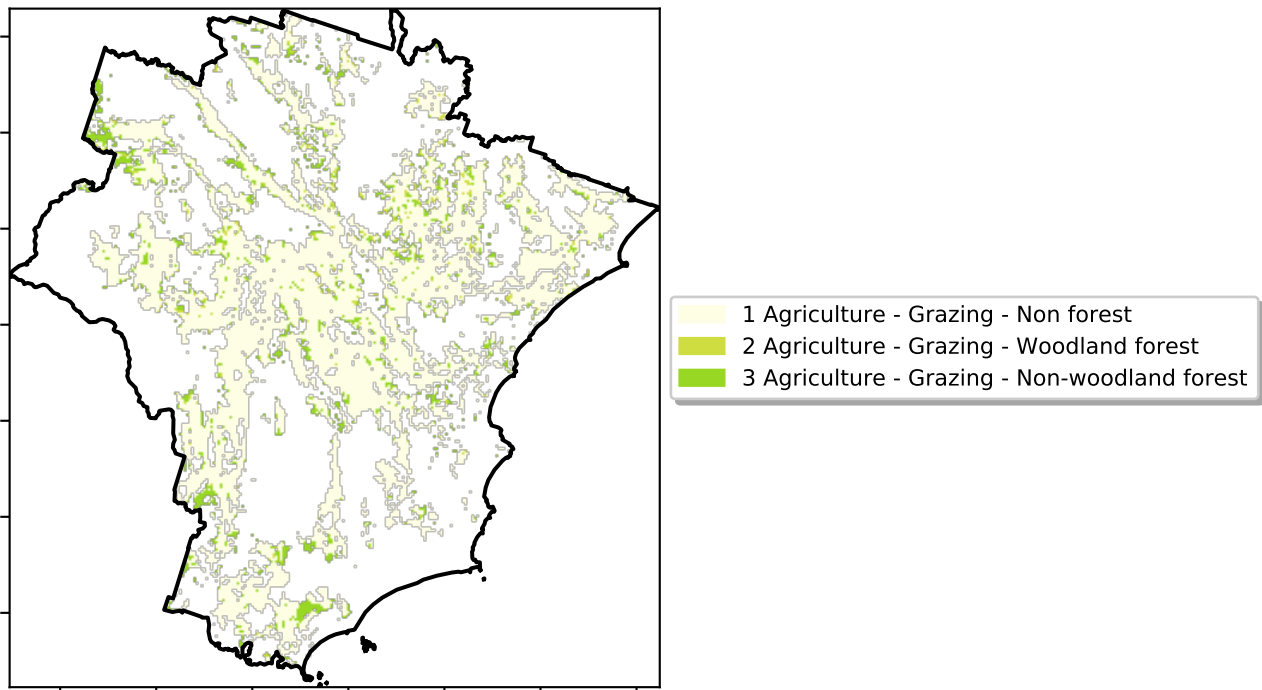 1 Agriculture - Grazing - Non forest
2 Agriculture - Grazing - Woodland forest
3 Agriculture - Grazing - Non-woodland forest